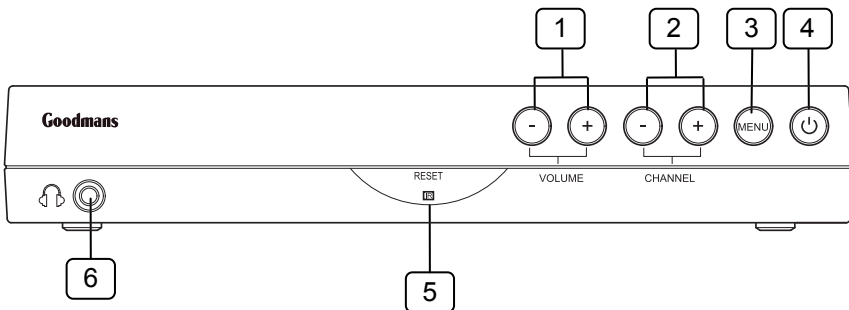 1 2 3 4
Goodmans
- + - + MENU
VOLUME CHANNEL
RESET
6 5